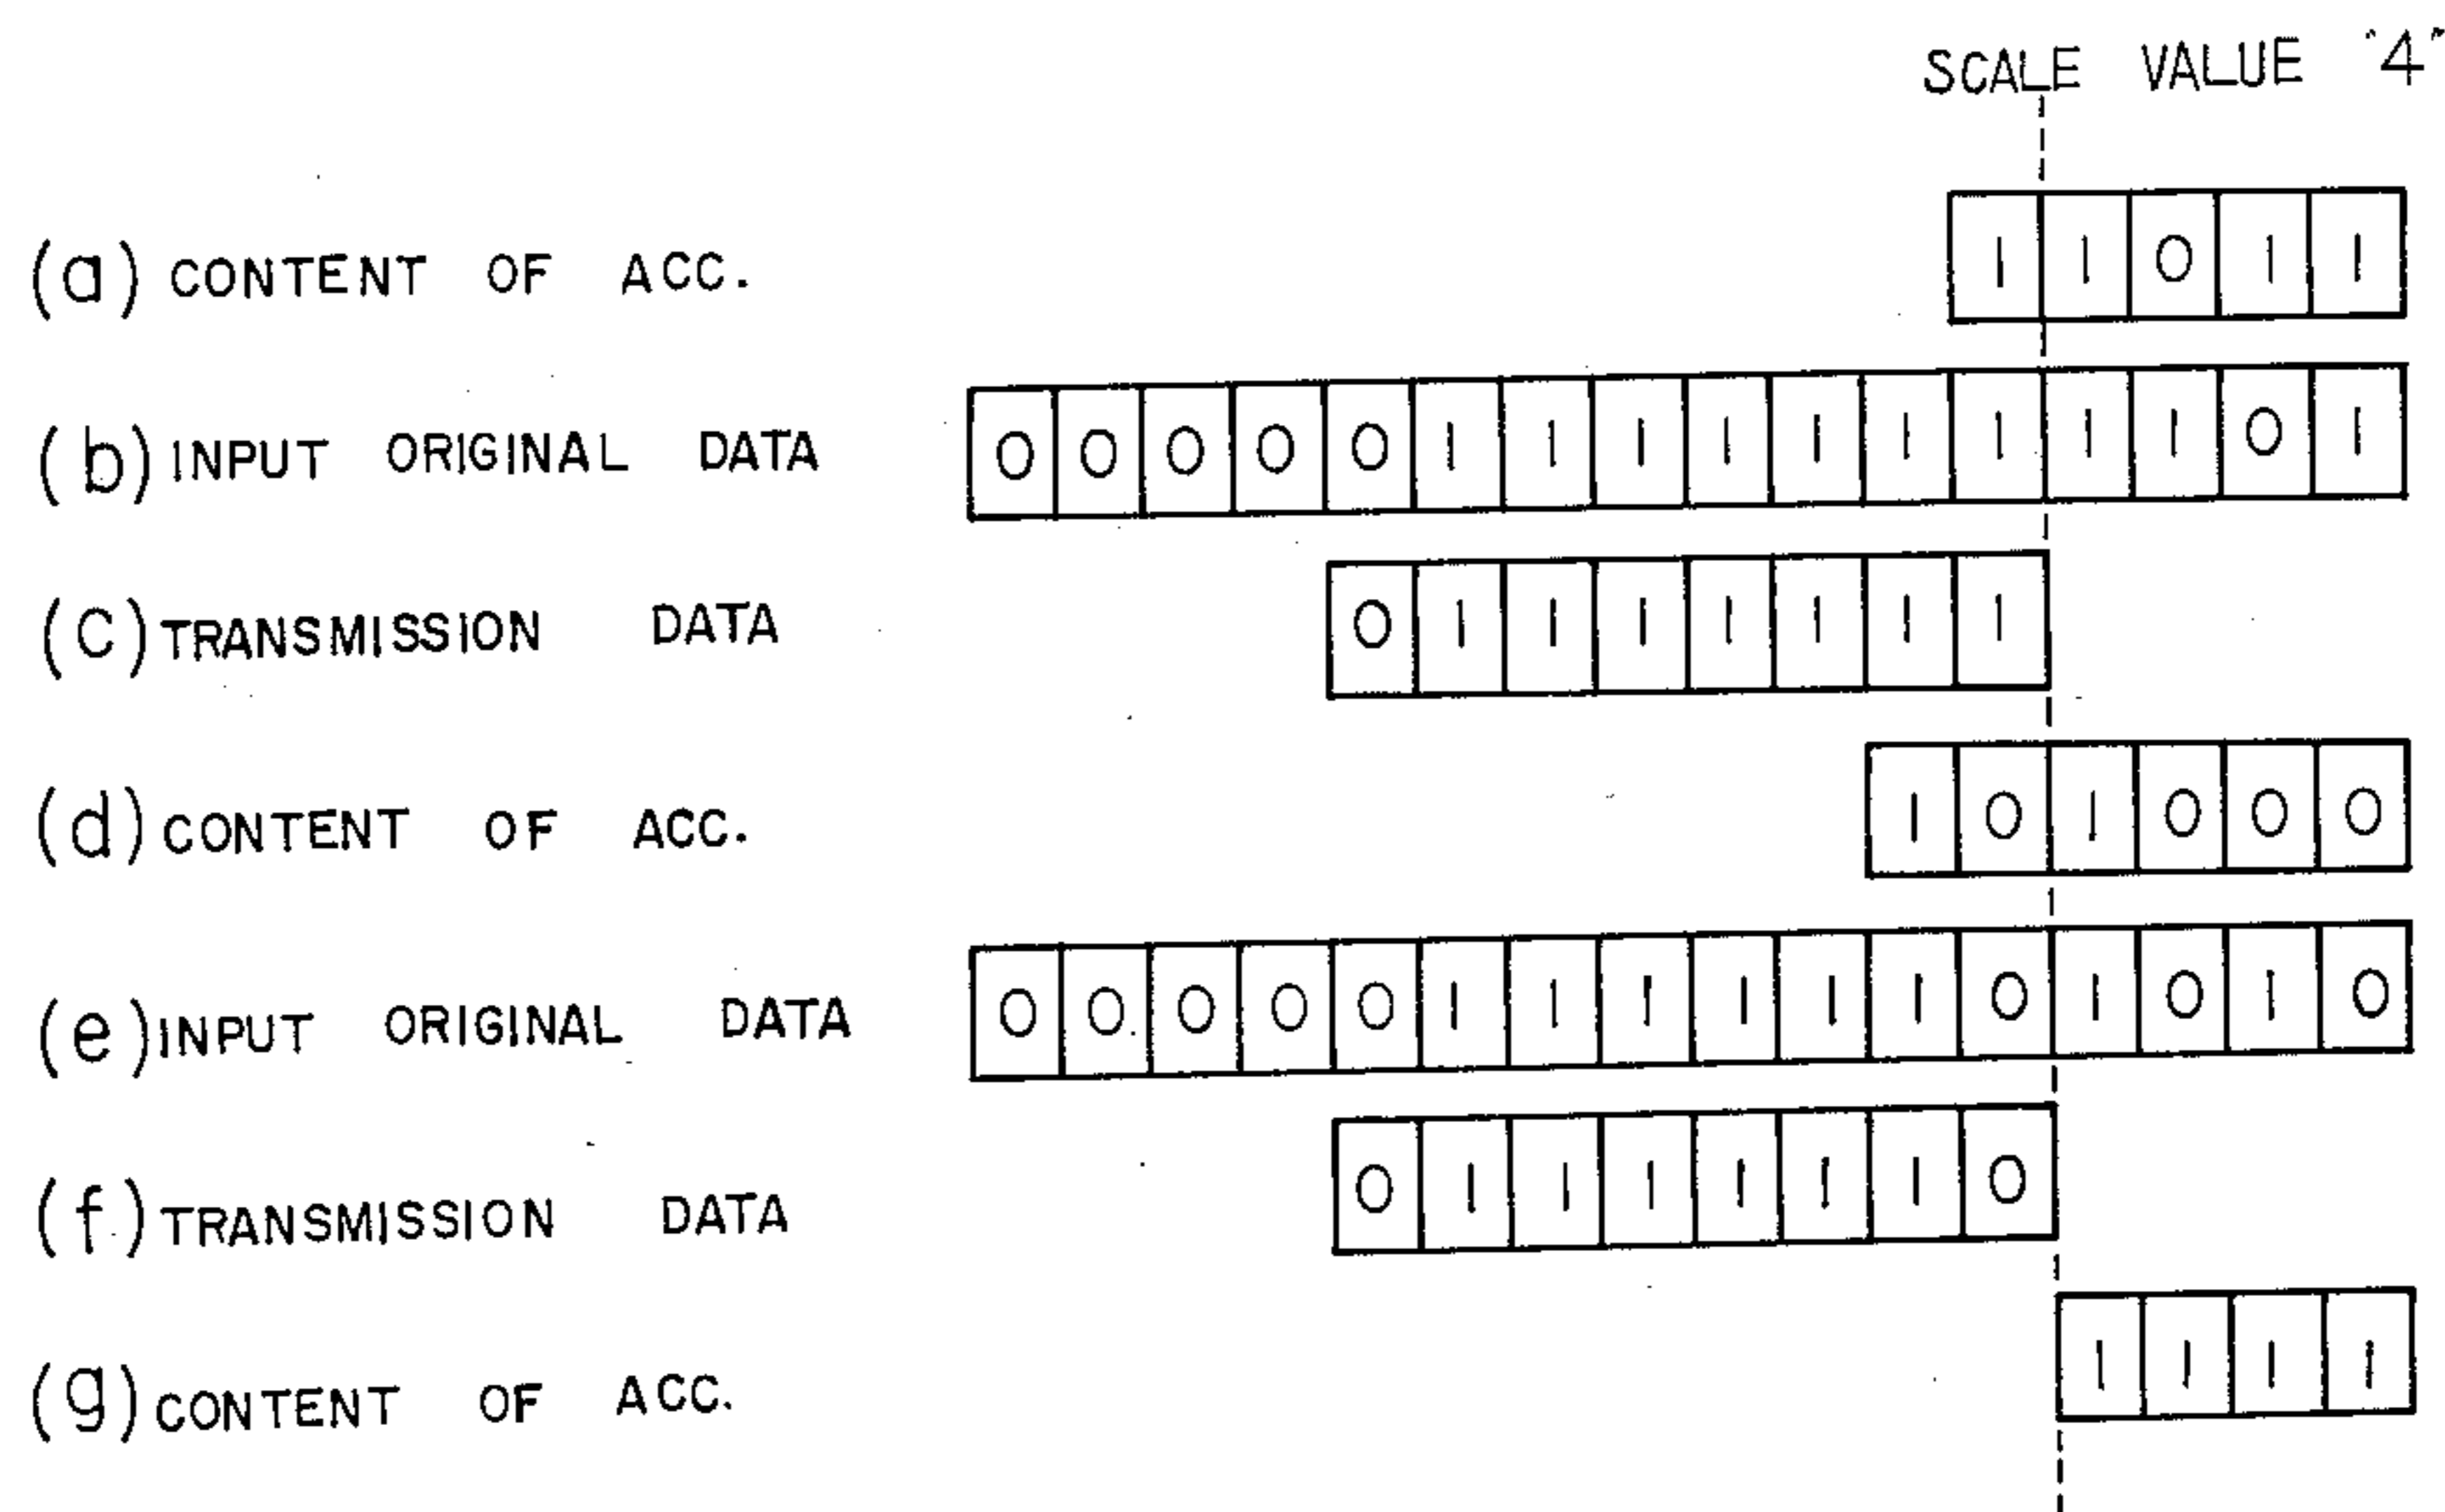 SCALE VALUE "4"
(a) CONTENT OF ACC. 1 1 0 1 1
(b) INPUT ORIGINAL DATA 0 0 0 0 0 1 1 1 1 1 1 1 1 1 0 1
(c) TRANSMISSION DATA 0 1 1 1 1 1 1 1
(d) CONTENT OF ACC. 1 0 1 0 0 0
(e) INPUT ORIGINAL DATA 0 0 0 0 0 1 1 1 1 1 1 0 1 0 1 0
(f) TRANSMISSION DATA 0 1 1 1 1 1 1 0
(g) CONTENT OF ACC. 1 1 1 1